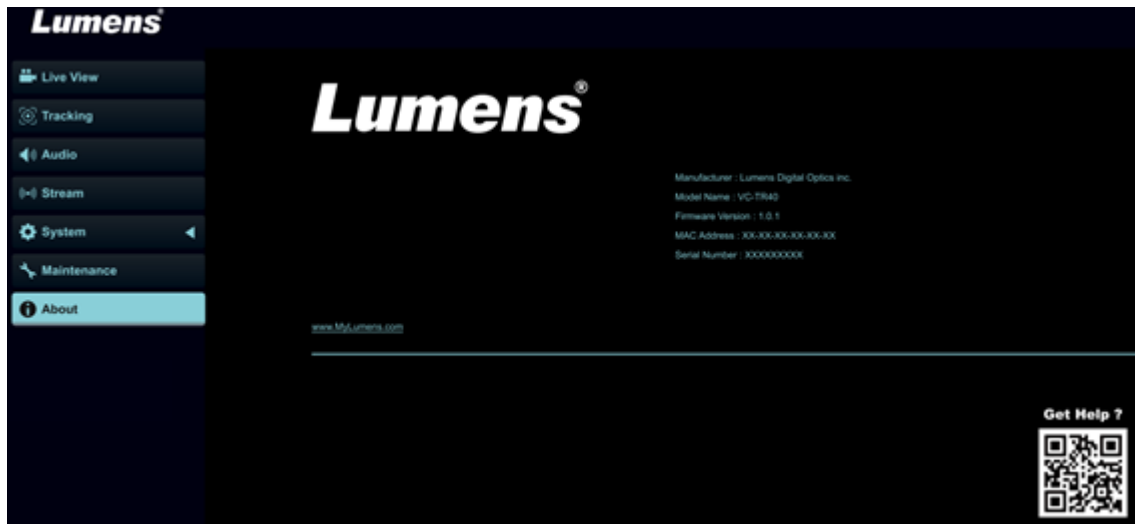 Lumens
Live View
Tracking
Audio
Stream
System
Maintenance
About
Lumens®
Manufacturer : Lumens Digital Optics inc.
Model Name : VC-TR40
Firmware Version : 1.0.1
MAC Address : XX-XX-XX-XX-XX-XX
Serial Number : XXXXXXXXXX
www.MyLumens.com
Get Help ?